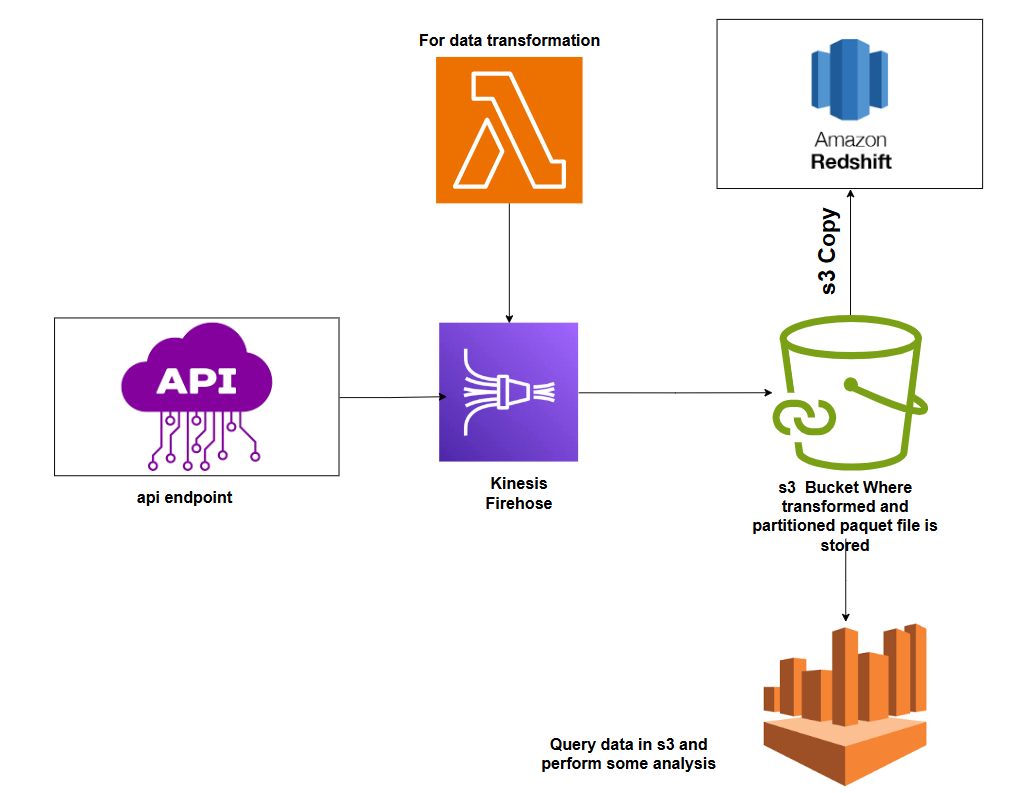 For data transformation
Amazon
Redshift
s3 Copy
API
api endpoint
Kinesis
Firehose
s3 Bucket Where
transformed and
partitioned paquet file is
stored
Query data in s3 and
perform some analysis